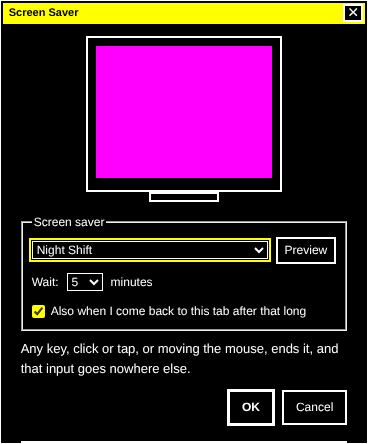 Screen Saver
Screen saver
Night Shift
Preview
Wait: 5 minutes
Also when I come back to this tab after that long
Any key, click or tap, or moving the mouse, ends it, and
that input goes nowhere else.
OK Cancel